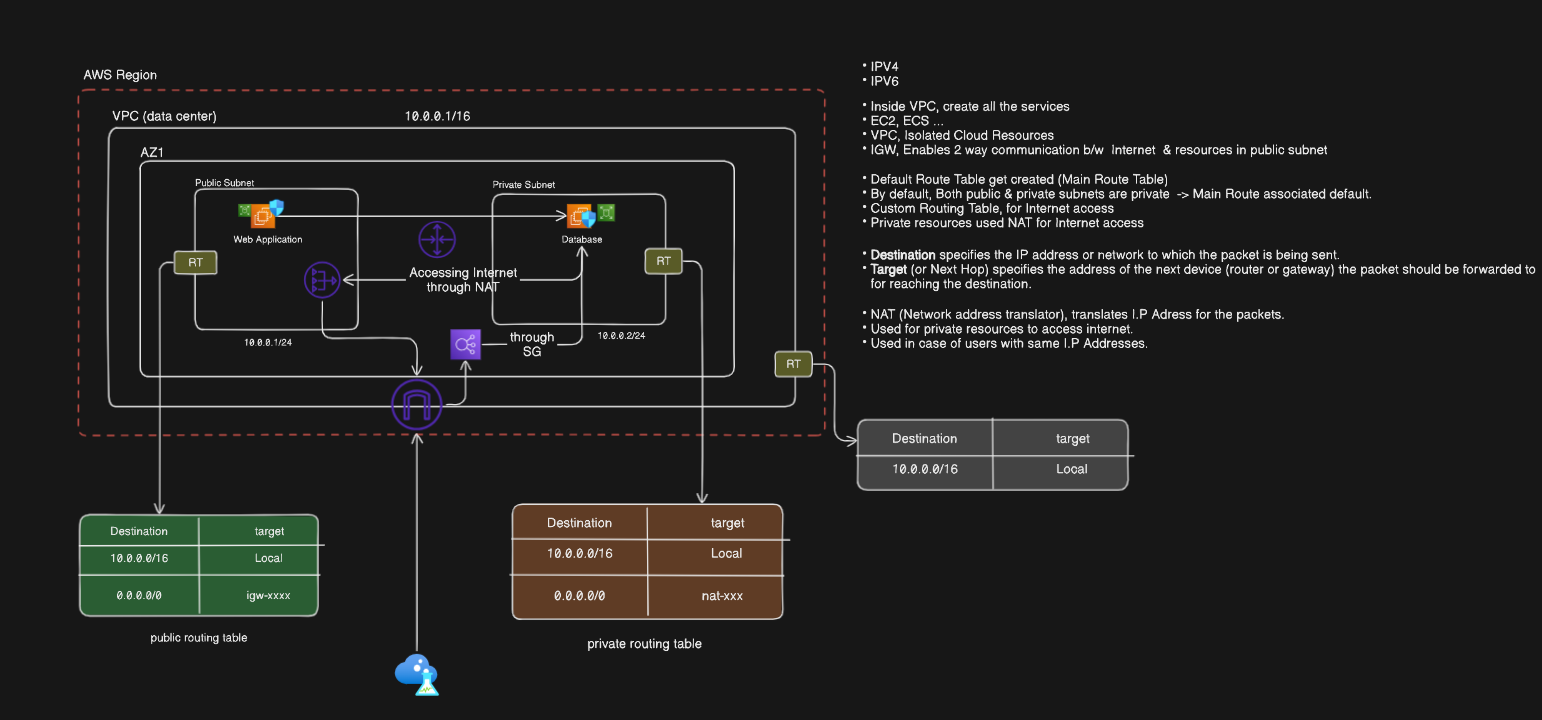 AWS Region
VPC (data center)
10.0.0.1/16
AZ1
Public Subnet
Private Subnet
Web Application
Database
RT
RT
Accessing Internet
through NAT
through
SG
10.0.0.1/24
10.0.0.2/24
RT
• IPV4
• IPV6
• Inside VPC, create all the services
• EC2, ECS ...
• VPC, Isolated Cloud Resources
• IGW, Enables 2 way communication b/w Internet & resources in public subnet
• Default Route Table get created (Main Route Table)
• By default, Both public & private subnets are private -> Main Route associated default.
• Custom Routing Table, for Internet access
• Private resources used NAT for Internet access
• Destination specifies the IP address or network to which the packet is being sent.
• Target (or Next Hop) specifies the address of the next device (router or gateway) the packet should be forwarded to
for reaching the destination.
• NAT (Network address translator), translates I.P Adress for the packets.
• Used for private resources to access internet.
• Used in case of users with same I.P Addresses.
Destination target
10.0.0.0/16 Local
Destination target
10.0.0.0/16 Local
0.0.0.0/0 igw-xxxx
public routing table
Destination target
10.0.0.0/16 Local
0.0.0.0/0 nat-xxx
private routing table